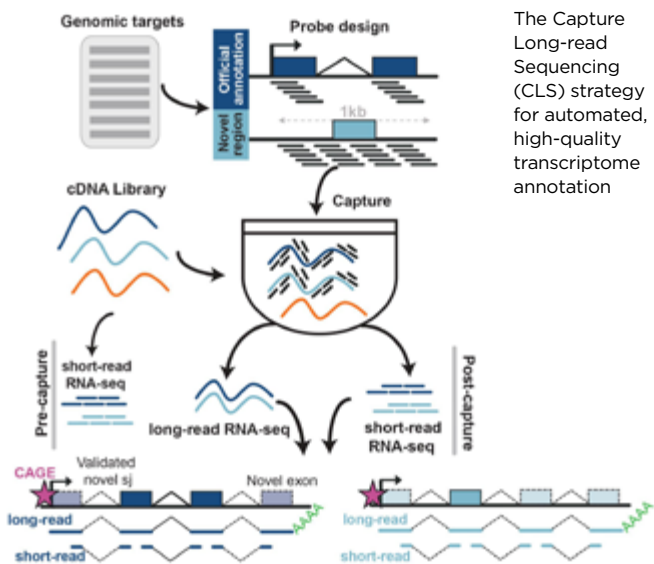 Genomic targets
Probe design
Official
annotation
Novel
region
1kb
The Capture
Long-read
Sequencing
(CLS) strategy
for automated,
high-quality
transcriptome
annotation
cDNA Library
Capture
Pre-capture
short-read
RNA-seq
long-read RNA-seq
short-read
RNA-seq
Post-capture
CAGE
Validated
novel sj
Novel exon
long-read
AAAA
short-read
long-read
AAAA
short-read